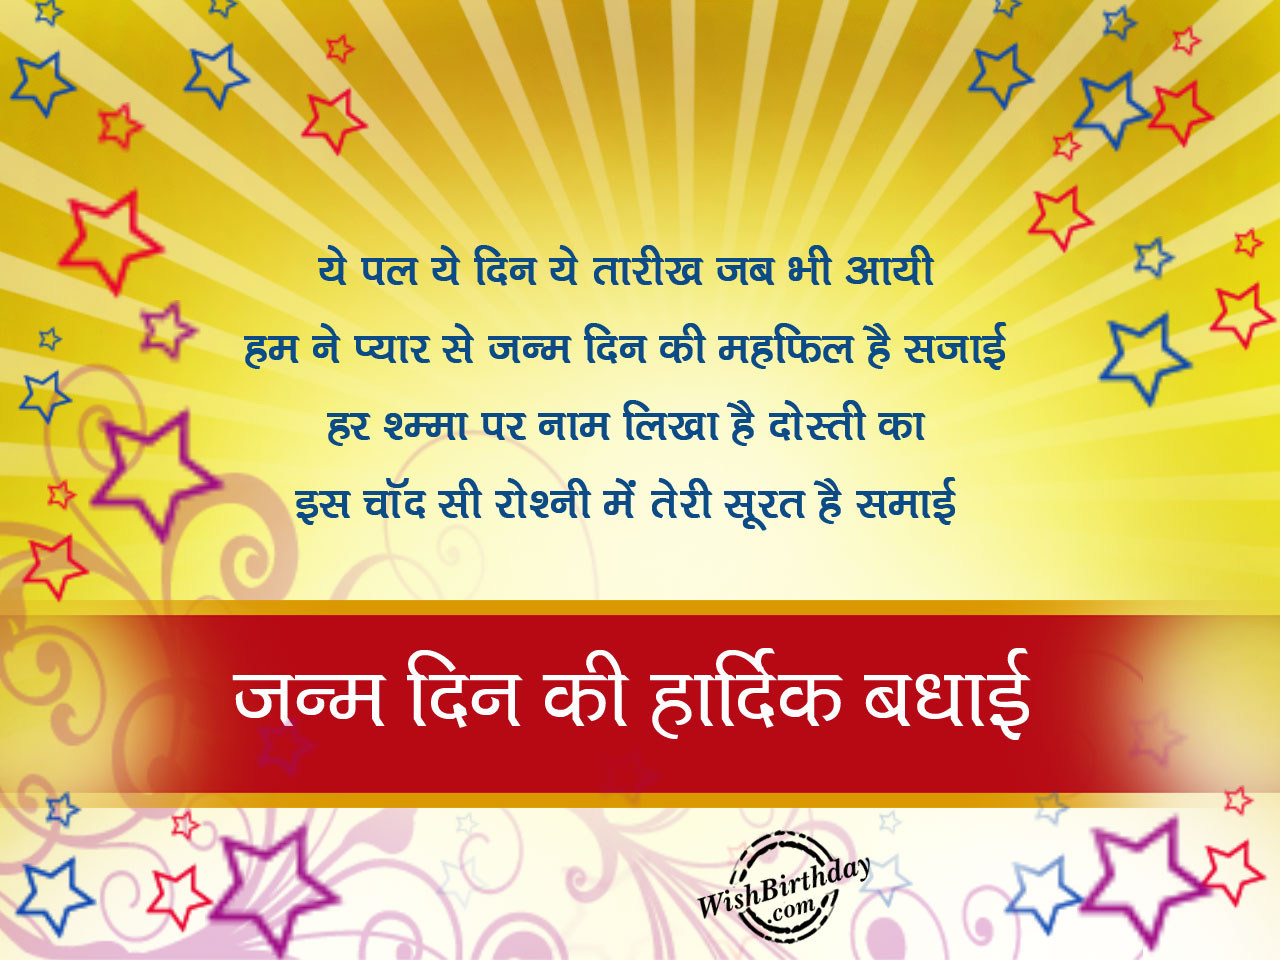 ये पल ये दिन ये तारीख जब भी आयी
हम ने प्यार से जन्म दिन की महफिल है सजाई
हर श्म्मा पर नाम लिखा है दोस्ती का
इस चाॅद सी रोश्नी में तेरी सूरत है समाई
जन्म दिन की हार्दिक बधाई
WishBirthday
.com